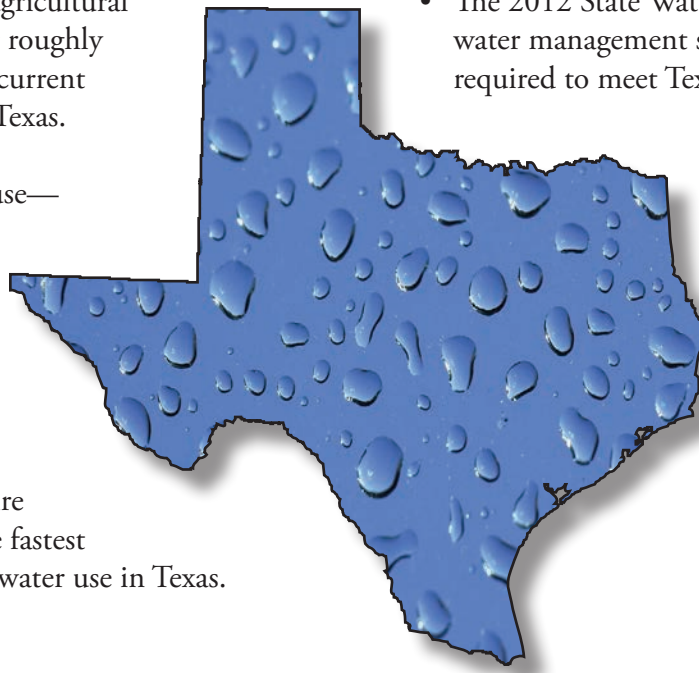 gricultural
roughly
current
Texas.
use—
re
fastest
water use in Texas.
• The 2012 State Wat
water management s
required to meet Tex